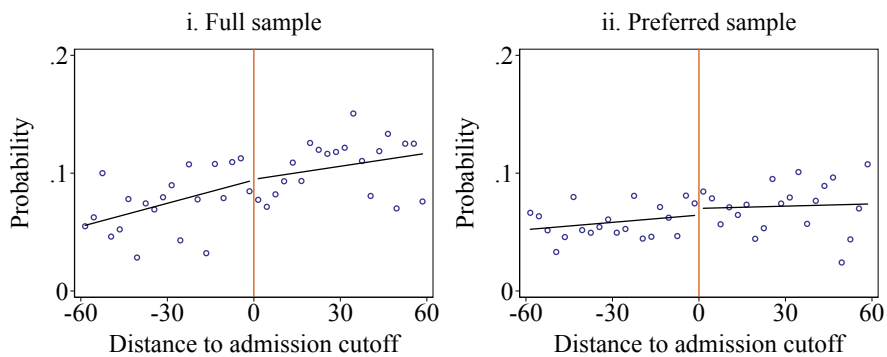 i. Full sample
.2
.1
0
Probability
-60 -30 0 30 60
Distance to admission cutoff
ii. Preferred sample
.2
.1
0
Probability
-60 -30 0 30 60
Distance to admission cutoff